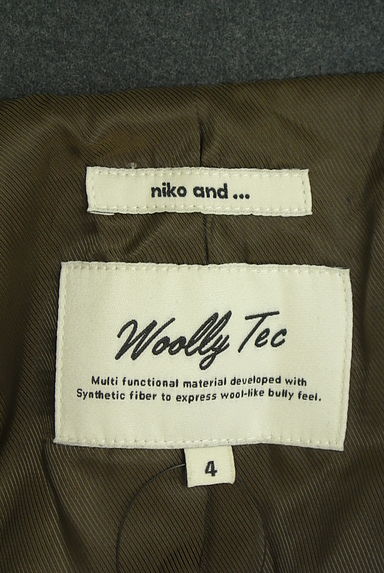 niko and ...
Woolly Tec
Multi functional material developed with
Synthetic fiber to express wool-like bully feel.
4